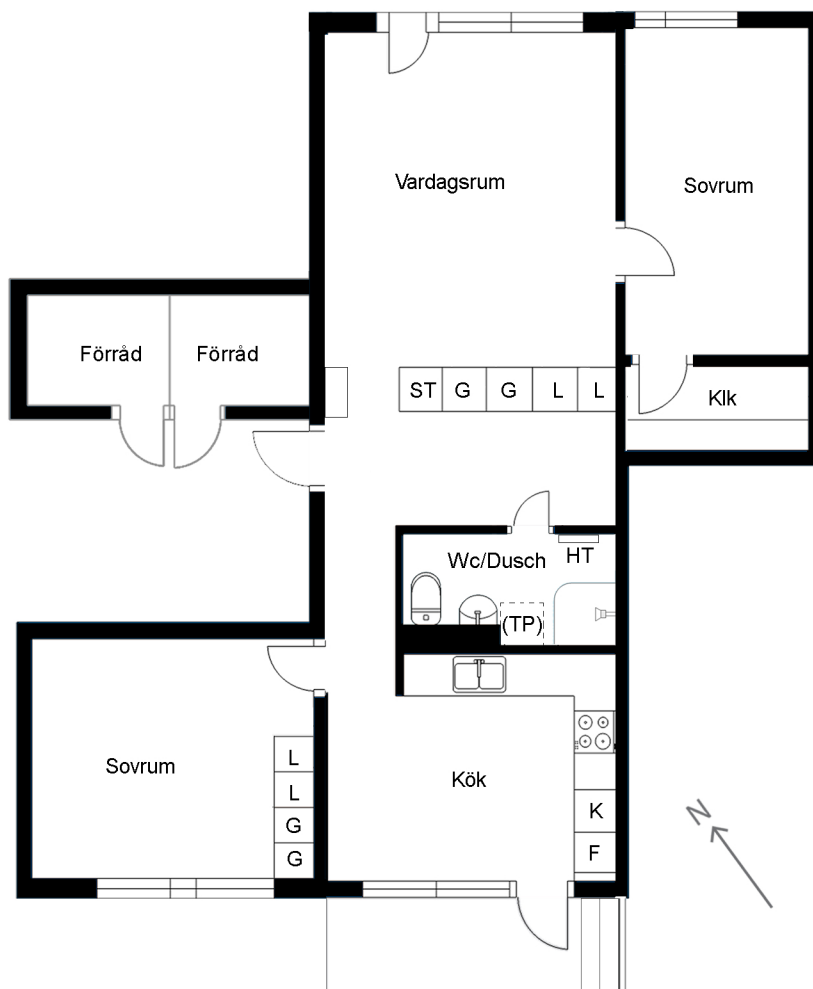 Vardagsrum
Sovrum
Förråd
Förråd
ST G G L L
Klk
Wc/Dusch
HT
(TP)
Sovrum
L
L
G
G
Kök
K
F
N